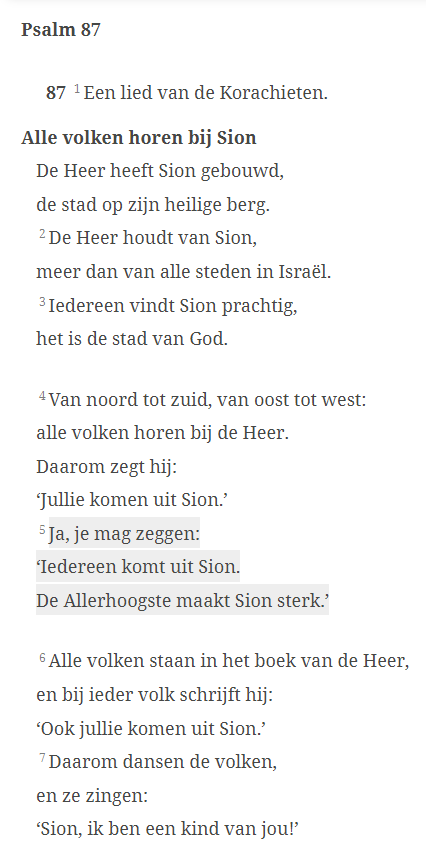 Psalm 87
87 1 Een lied van de Korachieten.
Alle volken horen bij Sion
De Heer heeft Sion gebouwd,
de stad op zijn heilige berg.
2 De Heer houdt van Sion,
meer dan van alle steden in Israël.
3 Iedereen vindt Sion prachtig,
het is de stad van God.
4 Van noord tot zuid, van oost tot west:
alle volken horen bij de Heer.
Daarom zegt hij:
‘Jullie komen uit Sion.’
5 Ja, je mag zeggen:
‘Iedereen komt uit Sion.
De Allerhoogste maakt Sion sterk.’
6 Alle volken staan in het boek van de Heer,
en bij ieder volk schrijft hij:
‘Ook jullie komen uit Sion.’
7 Daarom dansen de volken,
en ze zingen:
‘Sion, ik ben een kind van jou!’